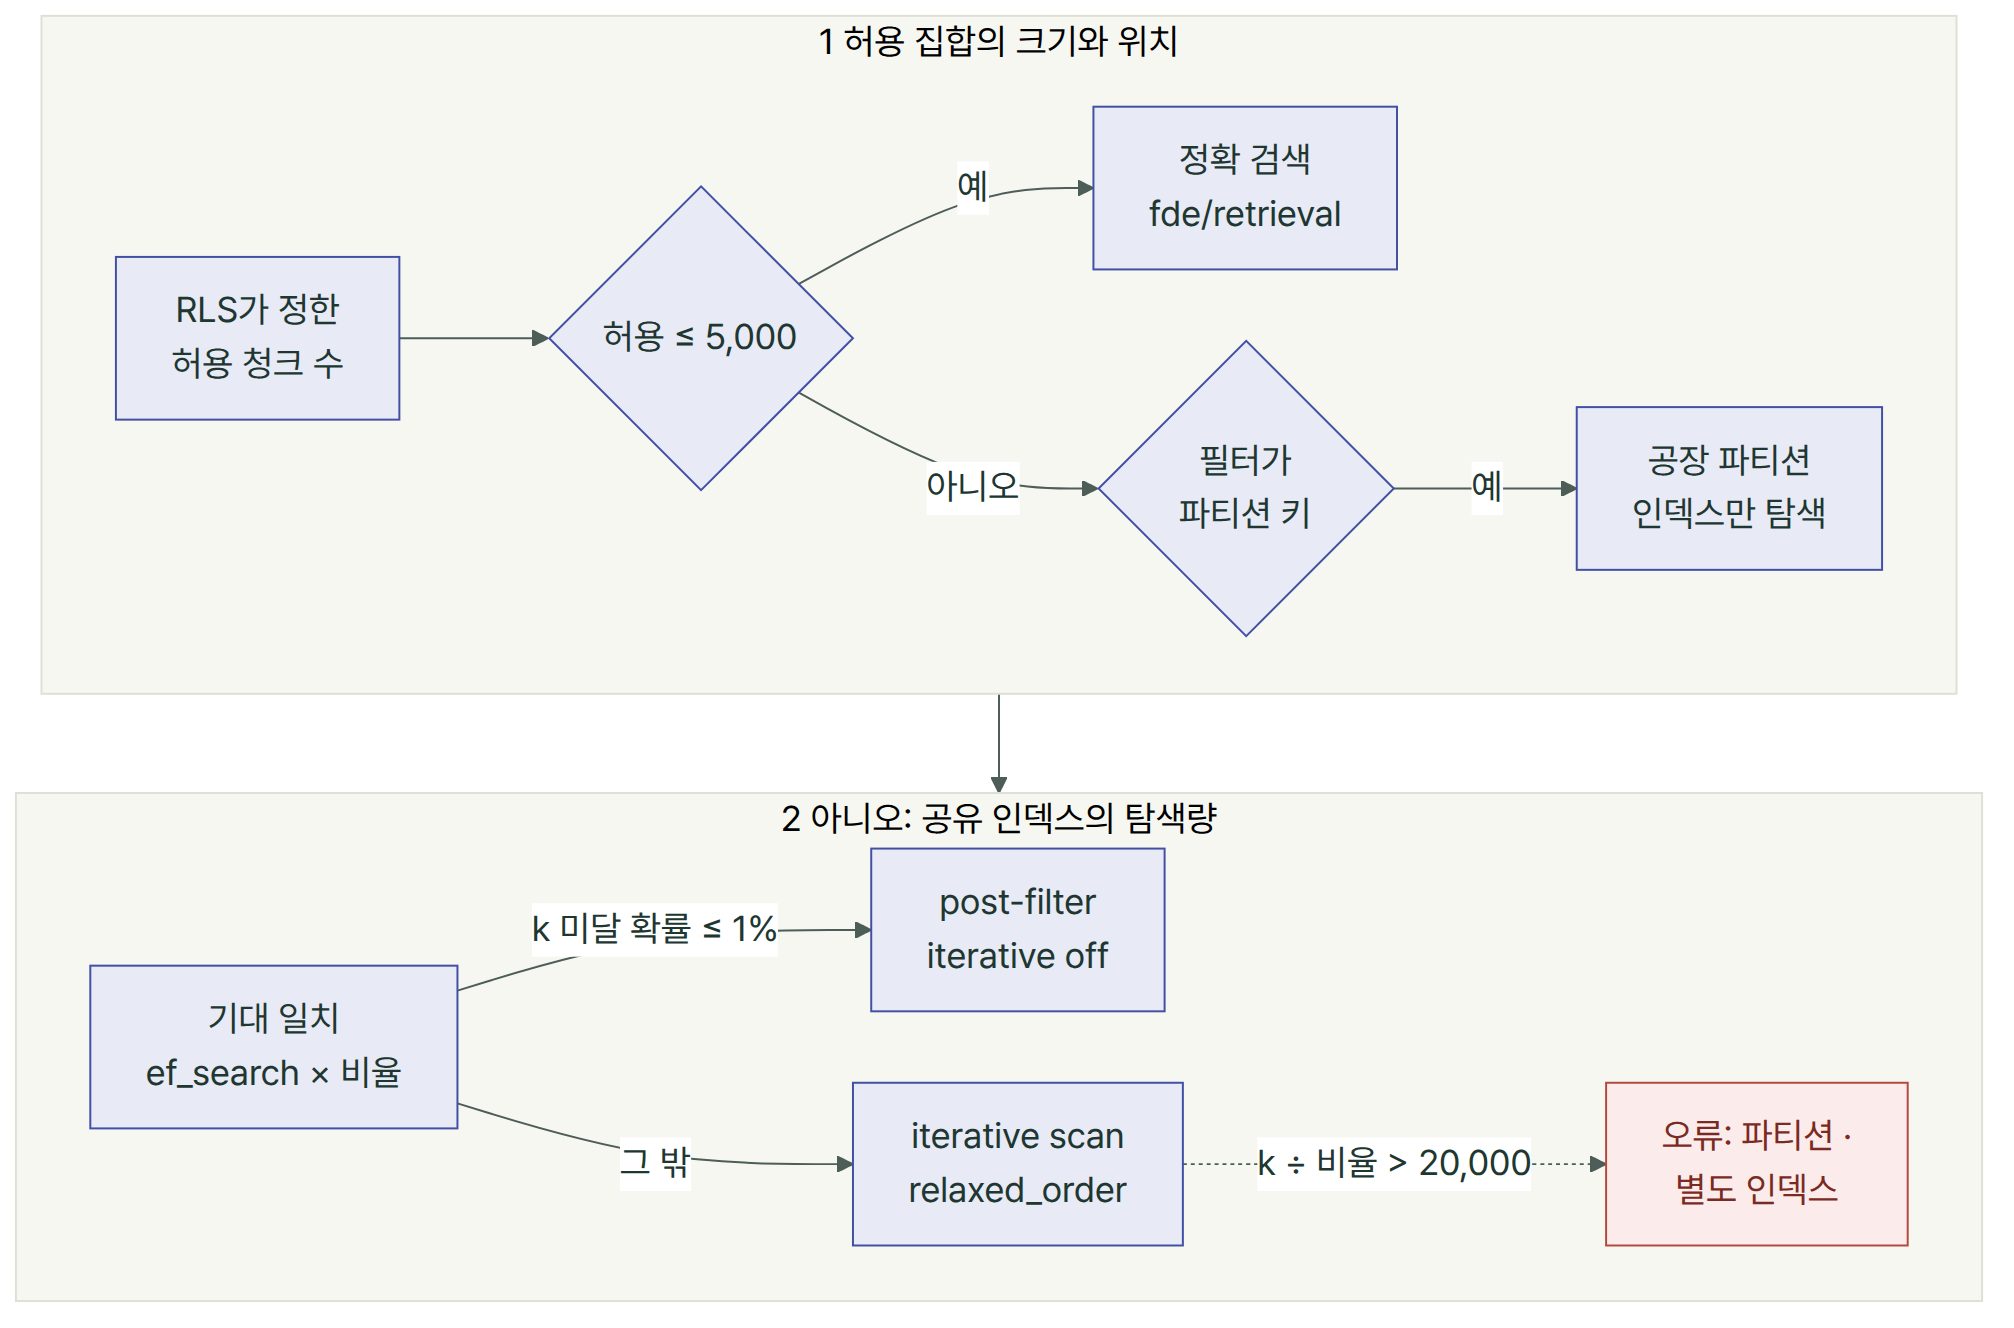 1 허용 집합의 크기와 위치
RLS가 정한
허용 청크 수
허용 ≤ 5,000
예
정확 검색
fde/retrieval
아니오
필터가
파티션 키
예
공장 파티션
인덱스만 탐색
2 아니오: 공유 인덱스의 탐색량
기대 일치
ef_search × 비율
k 미달 확률 ≤ 1%
post-filter
iterative off
그 밖
iterative scan
relaxed_order
k ÷ 비율 > 20,000
오류: 파티션 ·
별도 인덱스